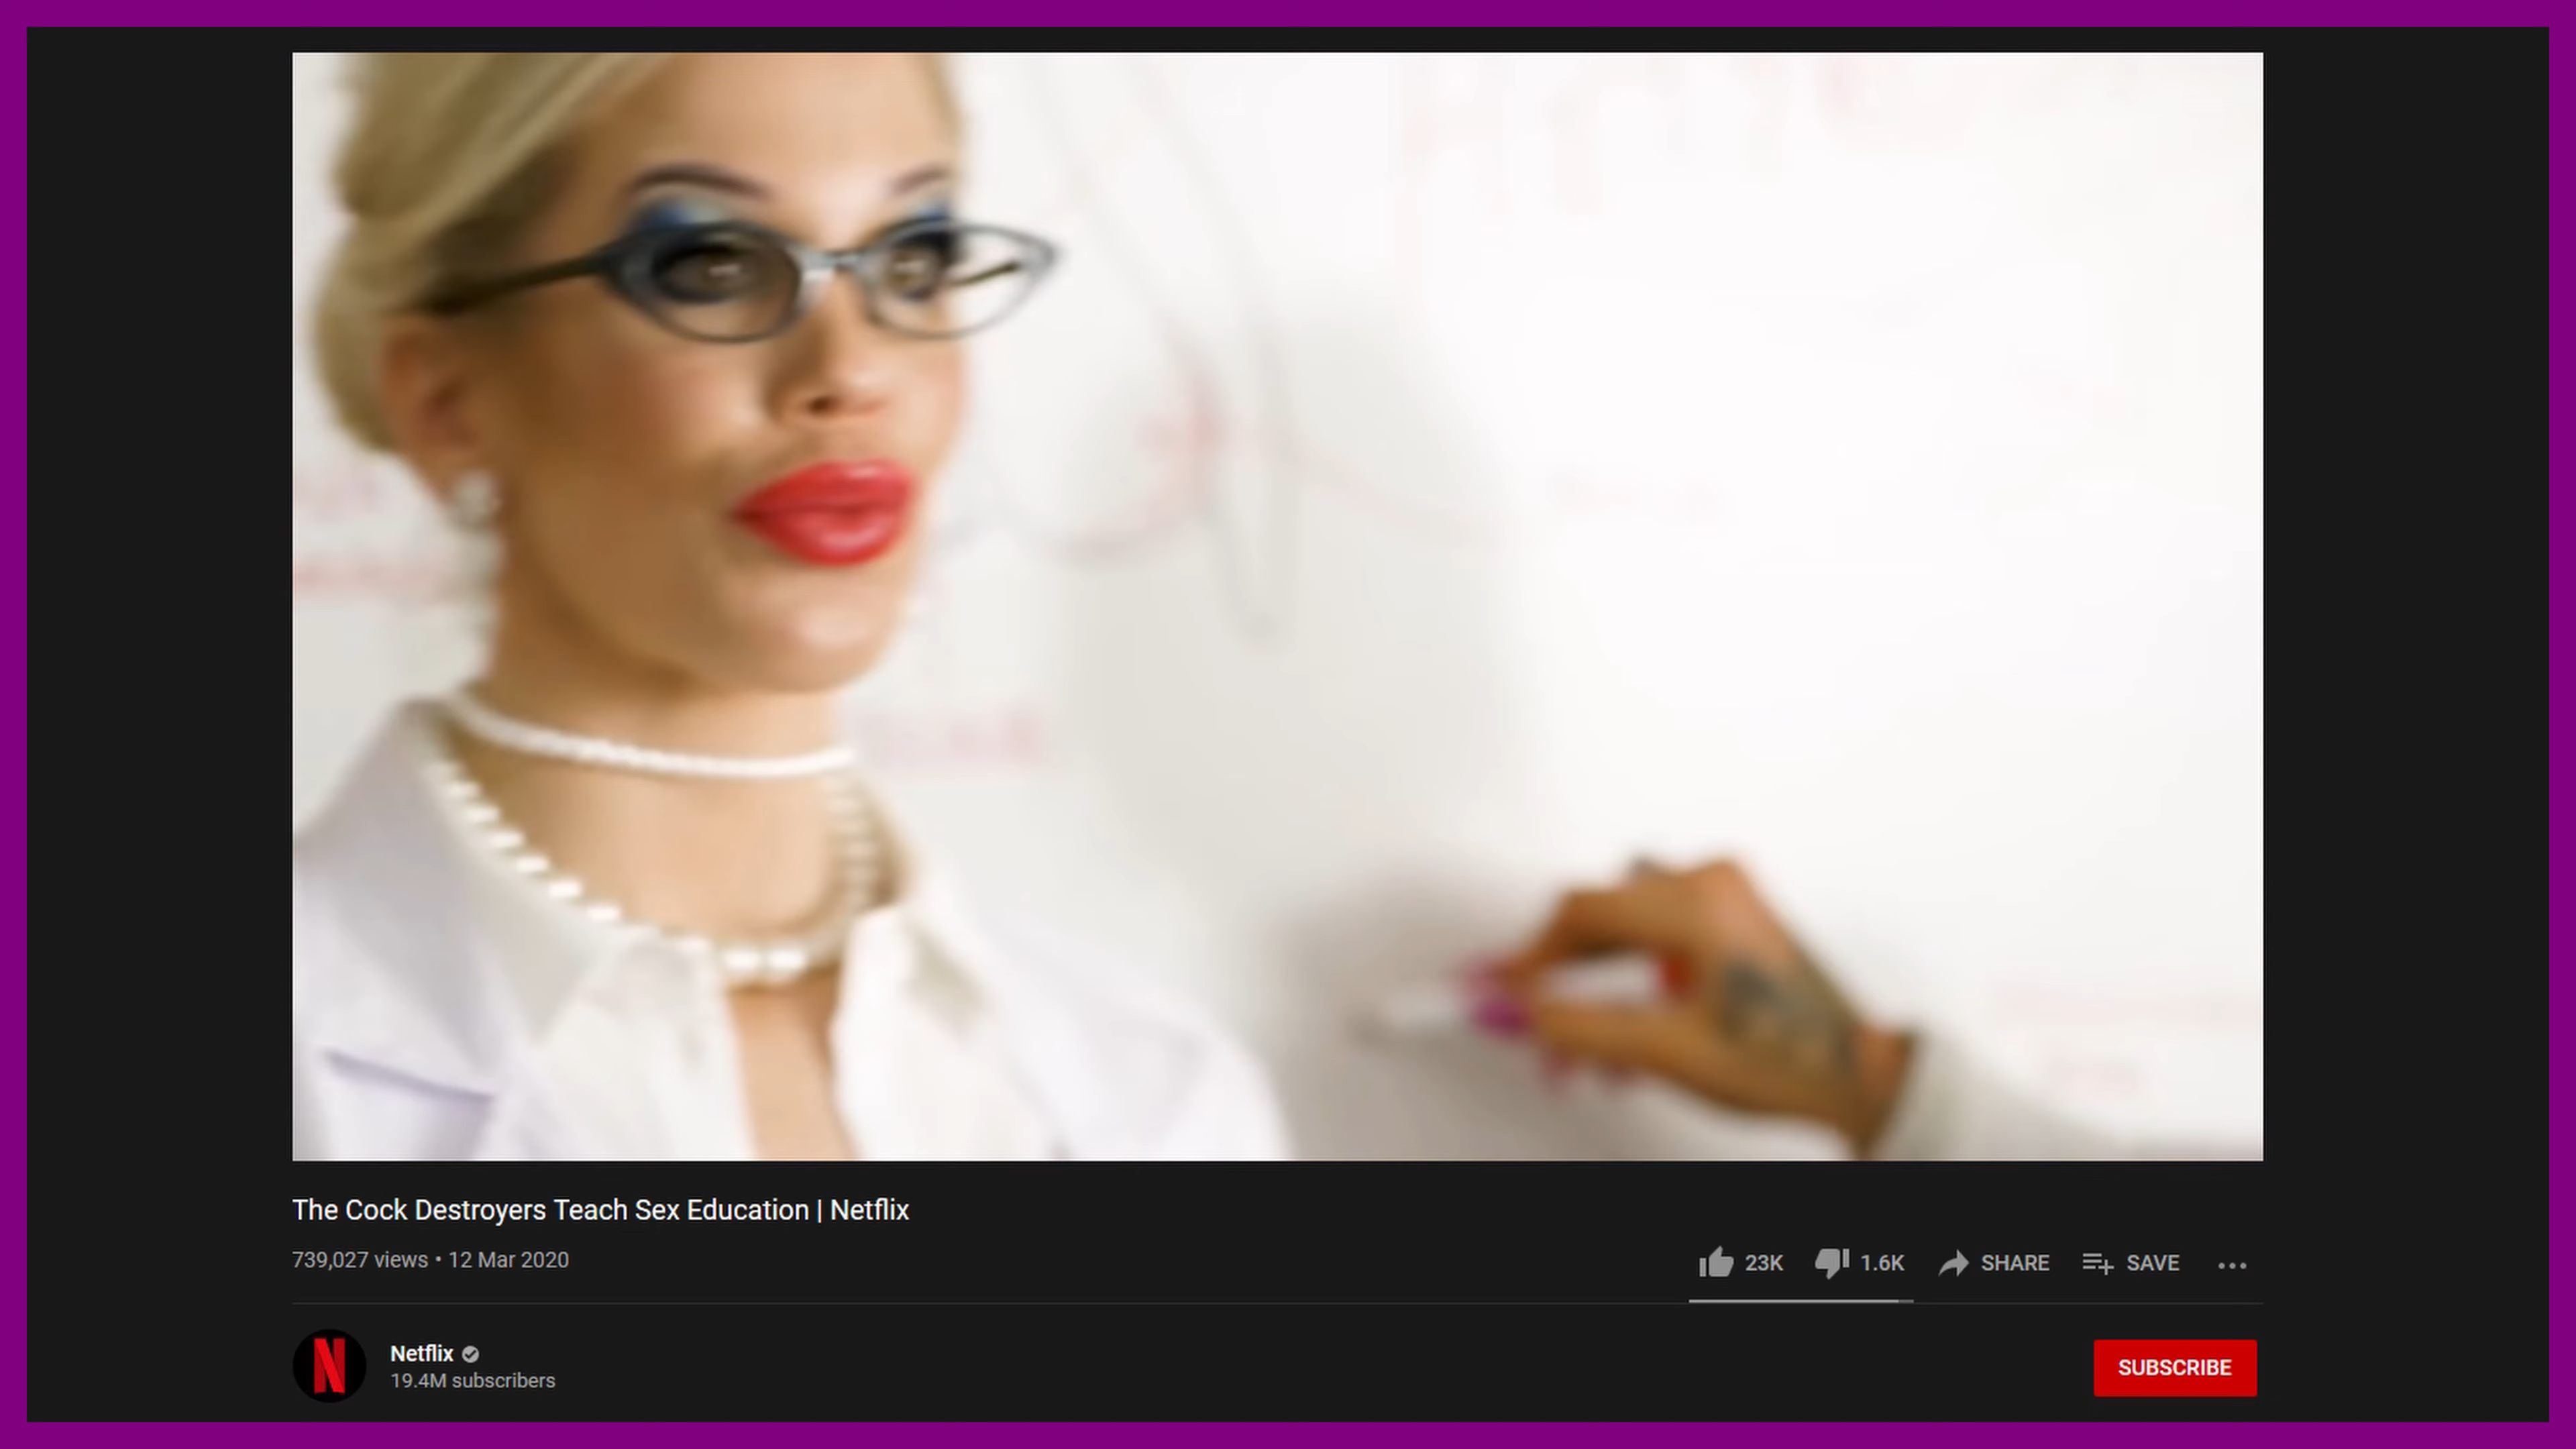 The Cock Destroyers Teach Sex Education | Netflix
739,027 views • 12 Mar 2020
23K 1.6K SHARE SAVE
Netflix
19.4M subscribers
SUBSCRIBE